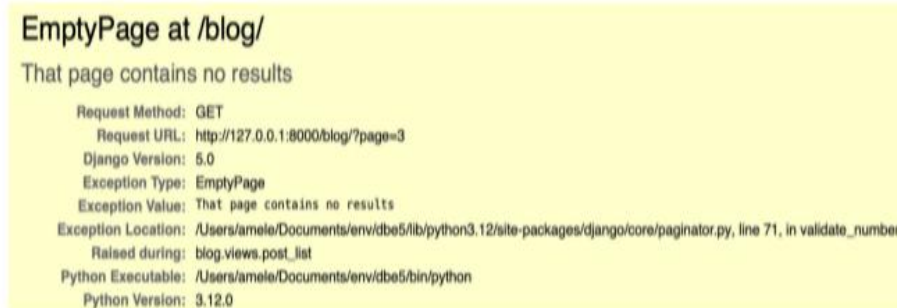 EmptyPage at /blog/
That page contains no results
Request Method: GET
Request URL: http://127.0.0.1:8000/blog/?page=3
Django Version: 5.0
Exception Type: EmptyPage
Exception Value: That page contains no results
Exception Location: /Users/amele/Documents/env/dbe5/lib/python3.12/site-packages/django/core/paginator.py, line 71, in validate_number
Raised during: blog.views.post_list
Python Executable: /Users/amele/Documents/env/dbe5/bin/python
Python Version: 3.12.0